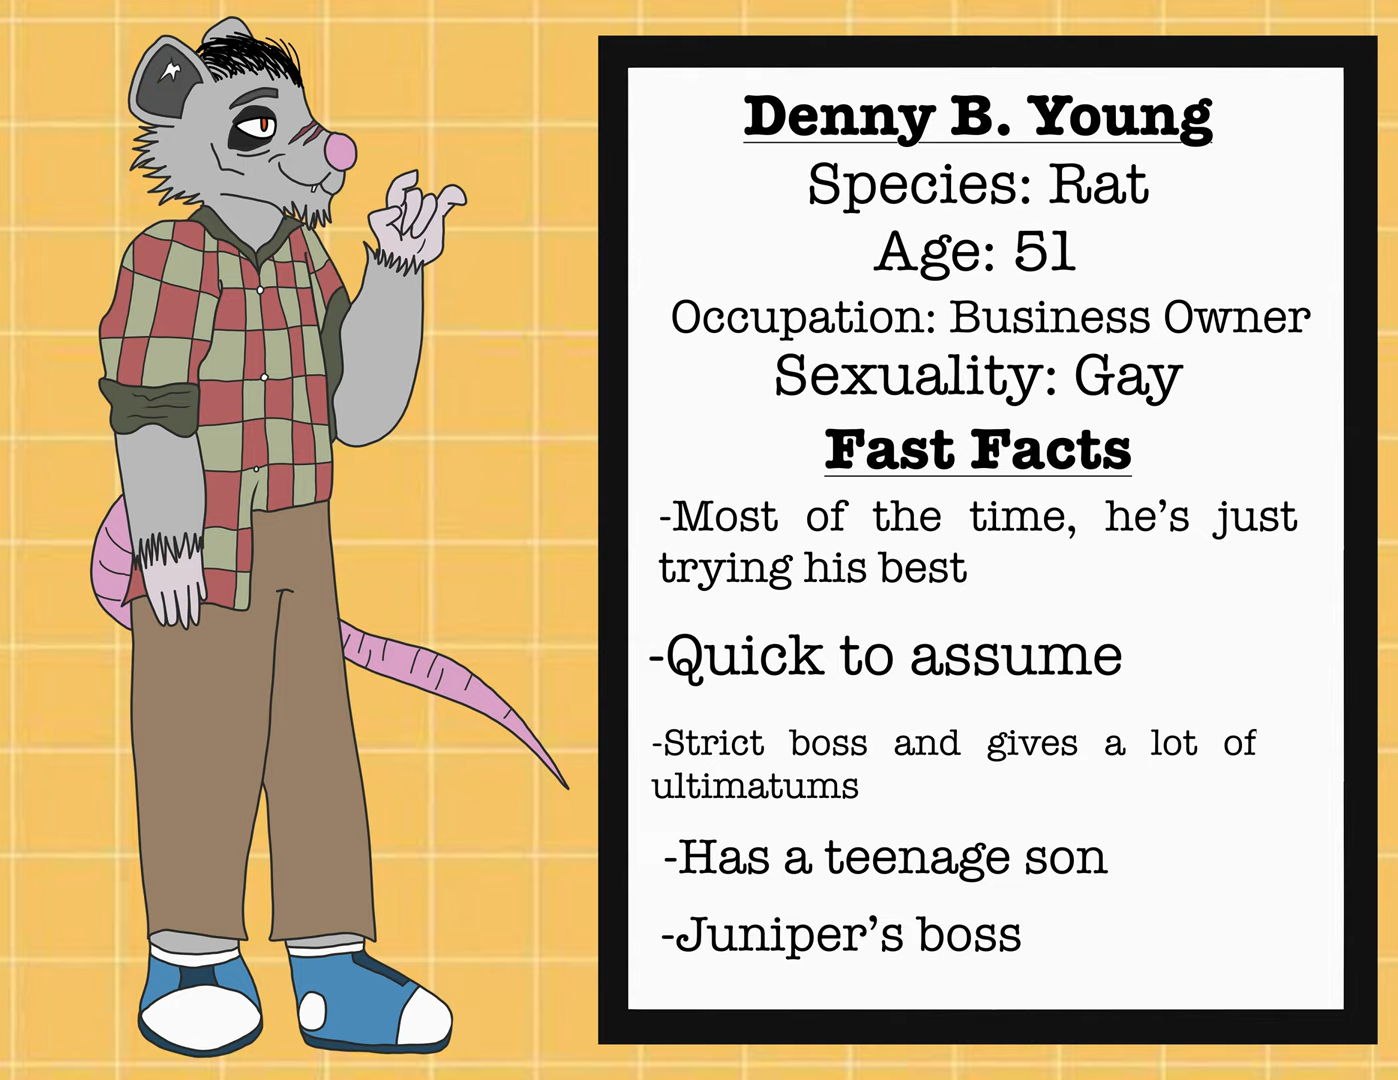 Denny B. Young
Species: Rat
Age: 51
Occupation: Business Owner
Sexuality: Gay
Fast Facts
-Most of the time, he's just
trying his best
-Quick to assume
-Strict boss and gives a lot of
ultimatums
-Has a teenage son
-Juniper's boss